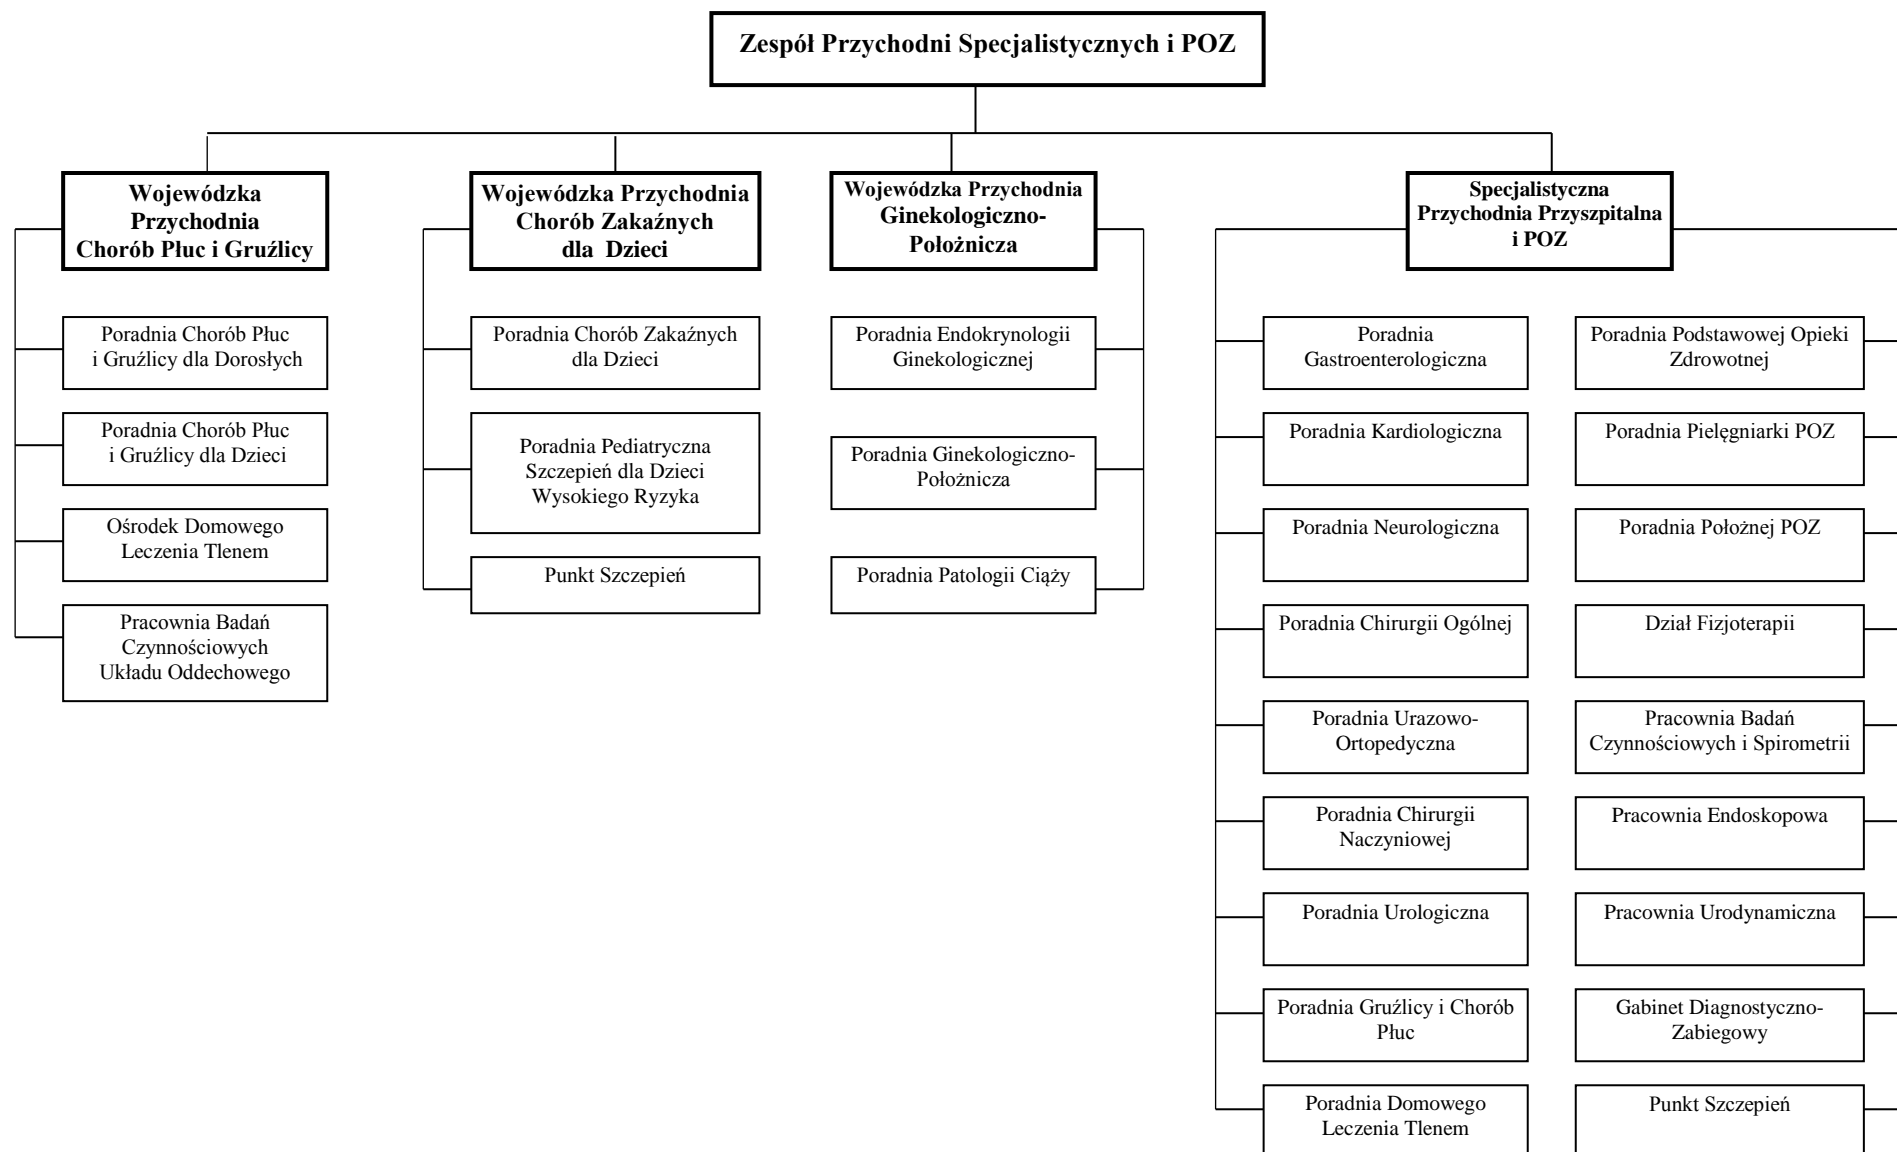 Zespół Przychodni Specjalistycznych i POZ
Wojewódzka
Przychodnia
Chorób Płuc i Gruźlicy
Poradnia Chorób Płuc
i Gruźlicy dla Dorosłych
Poradnia Chorób Płuc
i Gruźlicy dla Dzieci
Ośrodek Domowego
Leczenia Tlenem
Pracownia Badań
Czynnościowych
Układu Oddechowego
Wojewódzka Przychodnia
Chorób Zakaźnych
dla Dzieci
Poradnia Chorób Zakaźnych
dla Dzieci
Poradnia Pediatryczna
Szczepień dla Dzieci
Wysokiego Ryzyka
Punkt Szczepień
Wojewódzka Przychodnia
Ginekologiczno-
Położnicza
Poradnia Endokrynologii
Ginekologicznej
Poradnia Ginekologiczno-
Położnicza
Poradnia Patologii Ciąży
Specjalistyczna
Przychodnia Przyszpitalna
i POZ
Poradnia
Gastroenterologiczna
Poradnia Kardiologiczna
Poradnia Neurologiczna
Poradnia Chirurgii Ogólnej
Poradnia Urazowo-
Ortopedyczna
Poradnia Chirurgii
Naczyniowej
Poradnia Urologiczna
Poradnia Gruźlicy i Chorób
Płuc
Poradnia Domowego
Leczenia Tlenem
Poradnia Podstawowej Opieki
Zdrowotnej
Poradnia Pielęgniarki POZ
Poradnia Położnej POZ
Dział Fizjoterapii
Pracownia Badań
Czynnościowych i Spirometrii
Pracownia Endoskopowa
Pracownia Urodynamiczna
Gabinet Diagnostyczno-
Zabiegowy
Punkt Szczepień